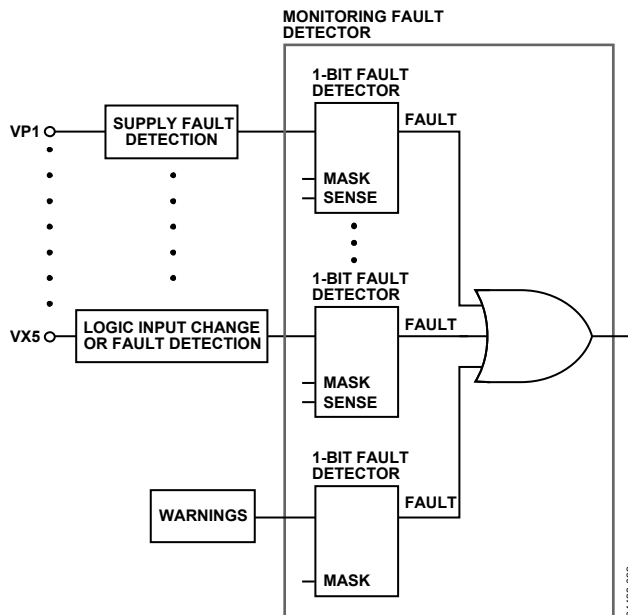 MONITORING FAULT
DETECTOR
1-BIT FAULT
DETECTOR
VP1
SUPPLY FAULT
DETECTION
FAULT
MASK
SENSE
1-BIT FAULT
DETECTOR
VX5
LOGIC INPUT CHANGE
OR FAULT DETECTION
FAULT
MASK
SENSE
1-BIT FAULT
DETECTOR
WARNINGS
FAULT
MASK